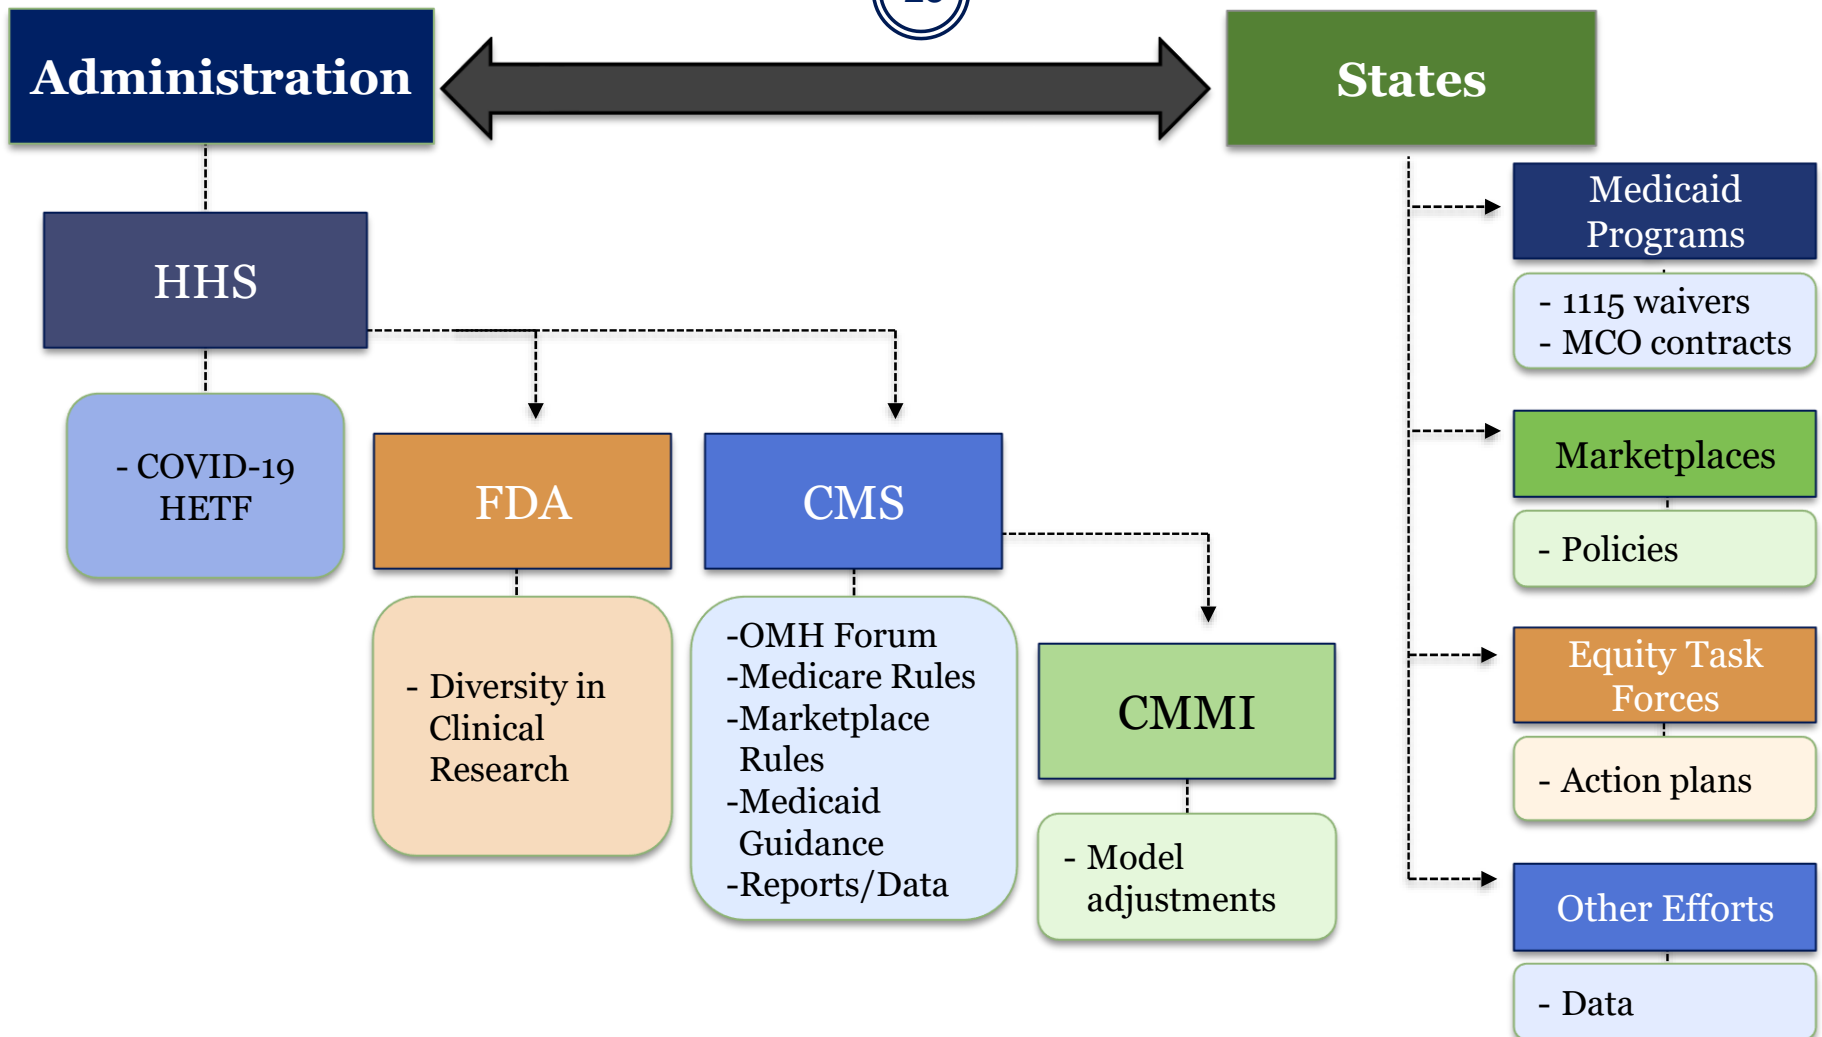 Administration
States
HHS
- COVID-19
HETF
FDA
- Diversity in
Clinical
Research
CMS
-OMH Forum
-Medicare Rules
-Marketplace
Rules
-Medicaid
Guidance
-Reports/Data
CMMI
- Model
adjustments
Medicaid
Programs
- 1115 waivers
- MCO contracts
Marketplaces
- Policies
Equity Task
Forces
- Action plans
Other Efforts
- Data